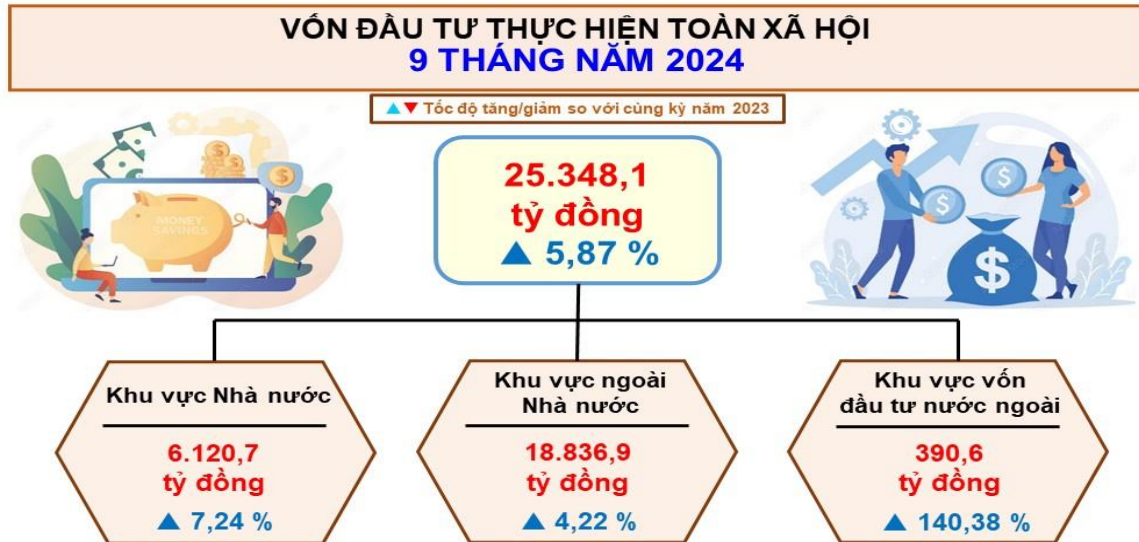 VỐN ĐẦU TƯ THỰC HIỆN TOÀN XÃ HỘI
9 THÁNG NĂM 2024
▲▼ Tốc độ tăng/giảm so với cùng kỳ năm 2023
MONEY
SAVINGS
25.348,1
tỷ đồng
▲ 5,87 %
Khu vực Nhà nước
6.120,7
tỷ đồng
▲ 7,24 %
Khu vực ngoài
Nhà nước
18.836,9
tỷ đồng
▲ 4,22 %
Khu vực vốn
đầu tư nước ngoài
390,6
tỷ đồng
▲ 140,38 %